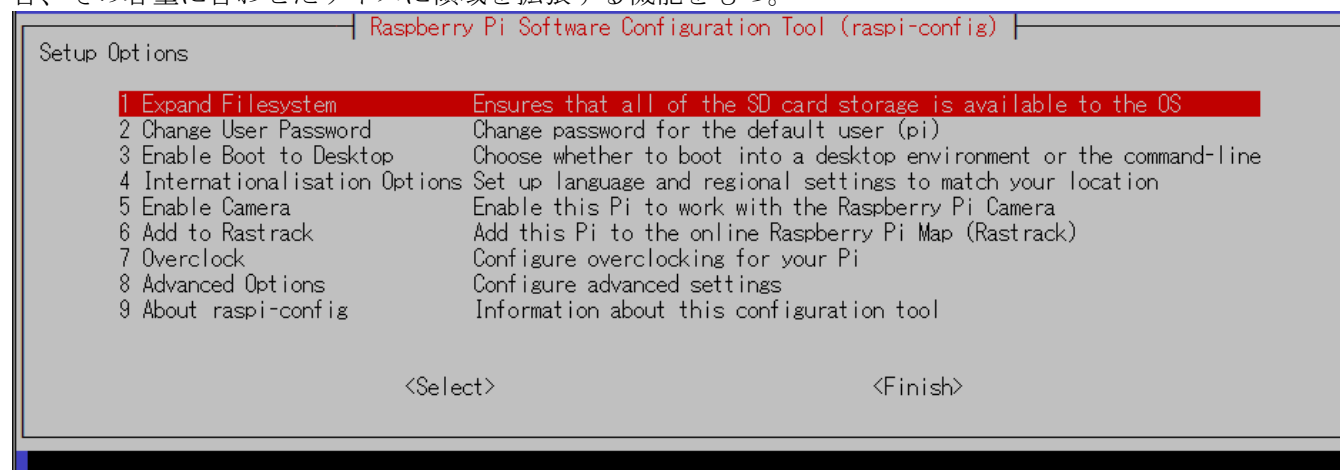 Raspberry Pi Software Configuration Tool (raspi-config)
Setup Options
1 Expand Filesystem Ensures that all of the SD card storage is available to the OS
2 Change User Password Change password for the default user (pi)
3 Enable Boot to Desktop Choose whether to boot into a desktop environment or the command-line
4 Internationalisation Options Set up language and regional settings to match your location
5 Enable Camera Enable this Pi to work with the Raspberry Pi Camera
6 Add to Rastrack Add this Pi to the online Raspberry Pi Map (Rastrack)
7 Overclock Configure overclocking for your Pi
8 Advanced Options Configure advanced settings
9 About raspi-config Information about this configuration tool
<Select> <Finish>